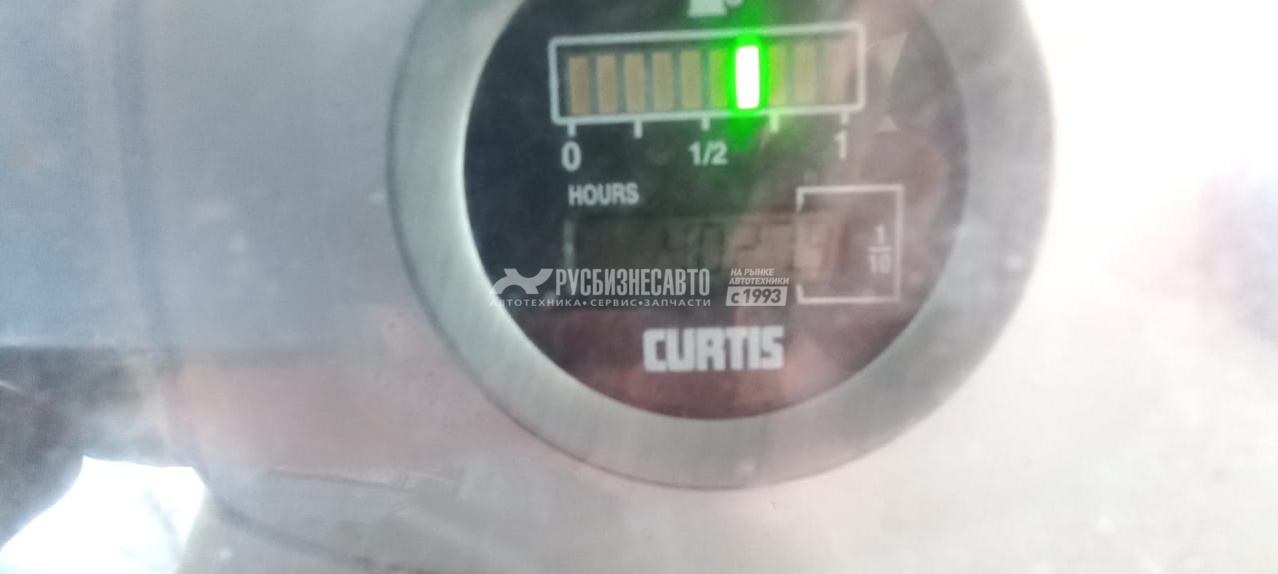 0 1/2 1
HOURS
1
10
РУСБИЗНЕСАВТО
АВТОТЕХНИКА•СЕРВИС•ЗАПЧАСТИ
НА РЫНКЕ
АВТОТЕХНИКИ
с 1993
CURTIS